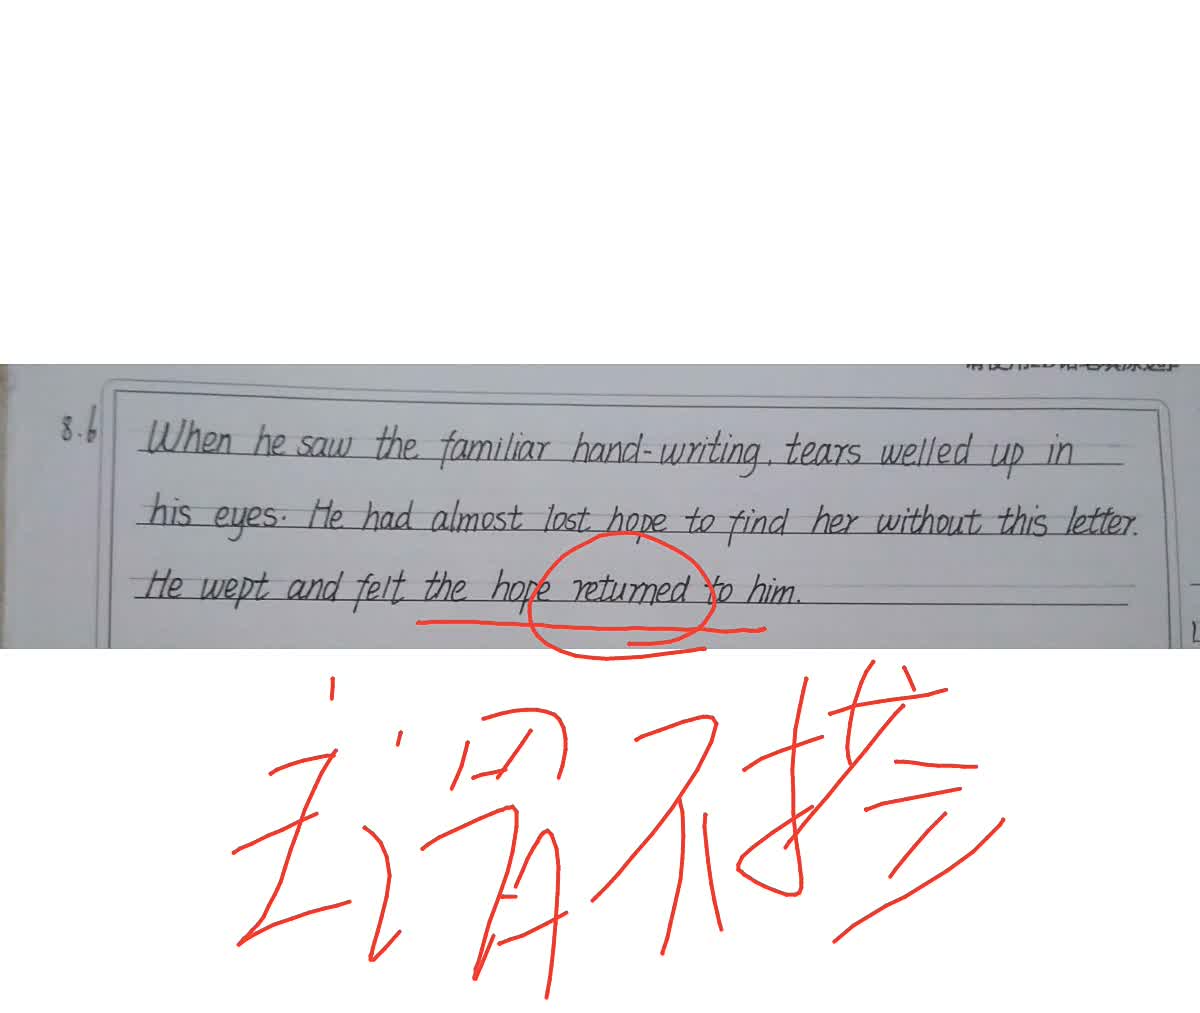 8.6
When he saw the familiar hand-writing, tears welled up in
his eyes. He had almost lost hope to find her without this letter.
He wept and felt the hope returned to him.
主谓不搭